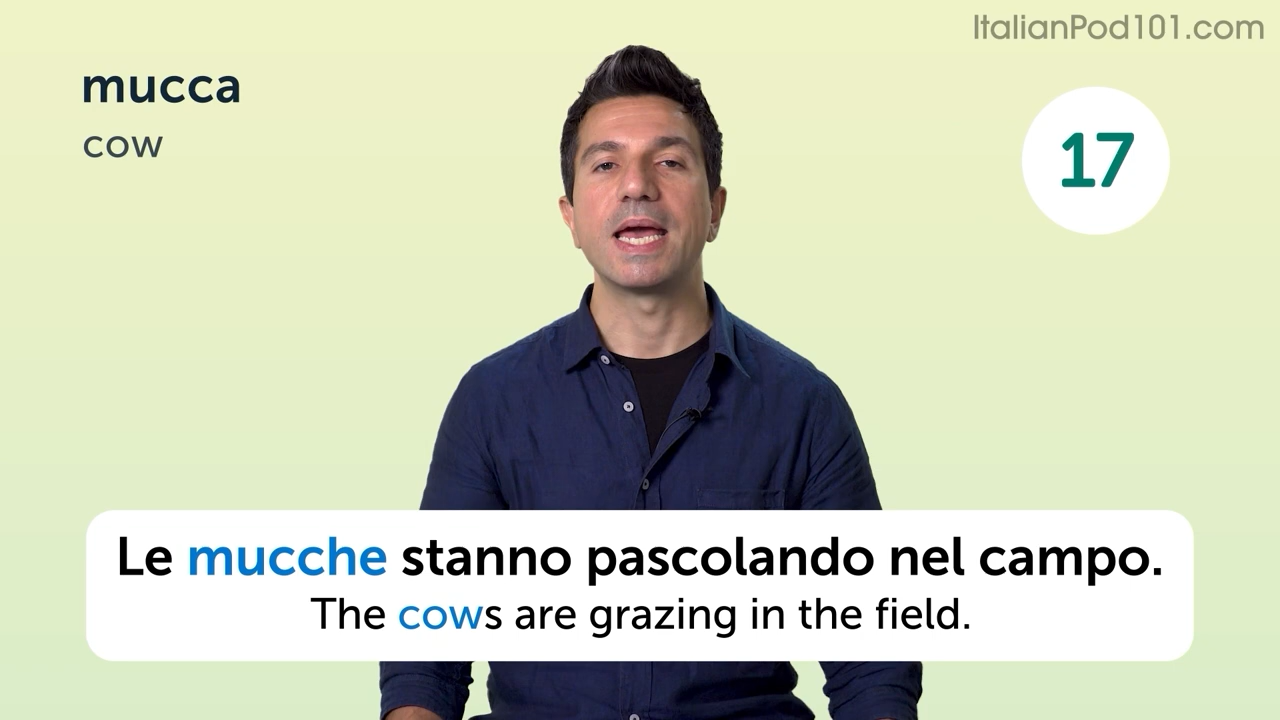 ItalianPod101.com
mucca
cow
17
Le mucche stanno pascolando nel campo.
The cows are grazing in the field.